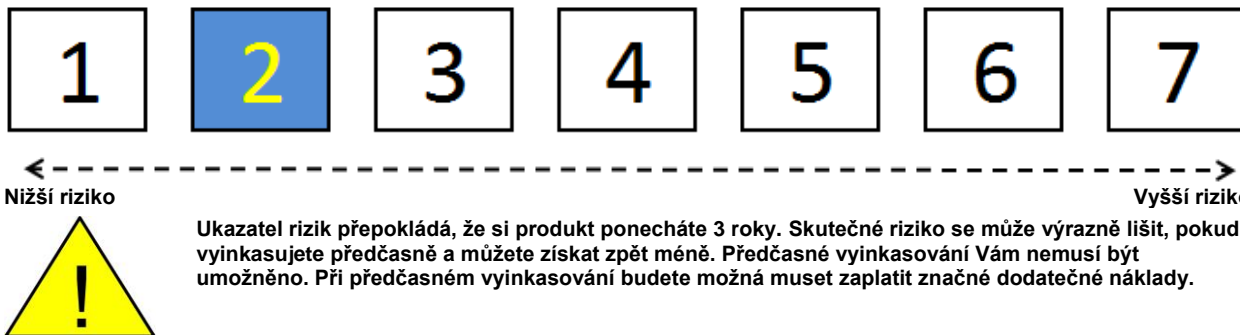 1 2 3 4 5 6 7
Nižší riziko Vyšší riziko
Ukazatel rizik přepokládá, že si produkt ponecháte 3 roky. Skutečné riziko se může výrazně lišit, pokud
vyinkasujete předčasně a můžete získat zpět méně. Předčasné vyinkasování Vám nemusí být
umožněno. Při předčasném vyinkasování budete možná muset zaplatit značné dodatečné náklady.
!